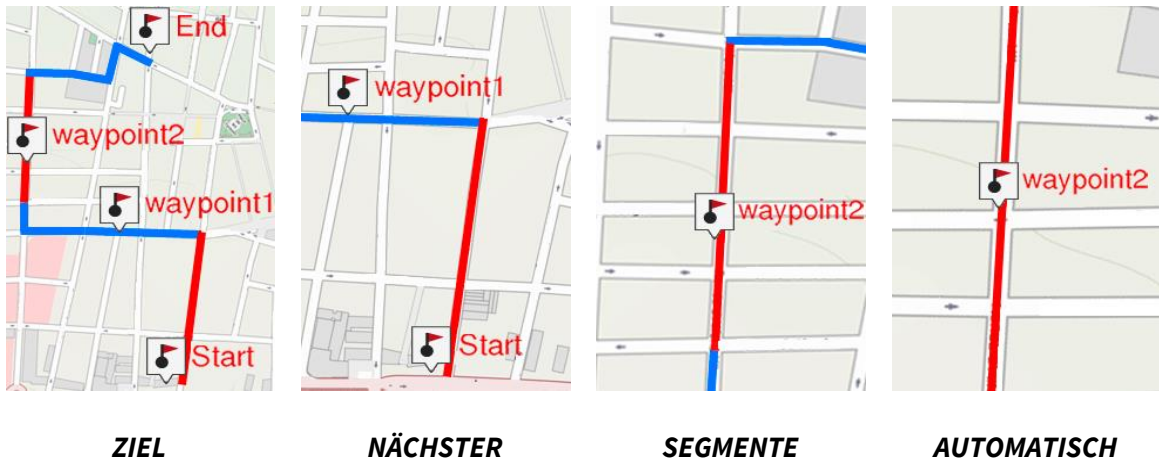 End
waypoint2
waypoint1
Start
waypoint1
Start
waypoint2
waypoint2
ZIEL
NÄCHSTER
SEGMENTE
AUTOMATISCH